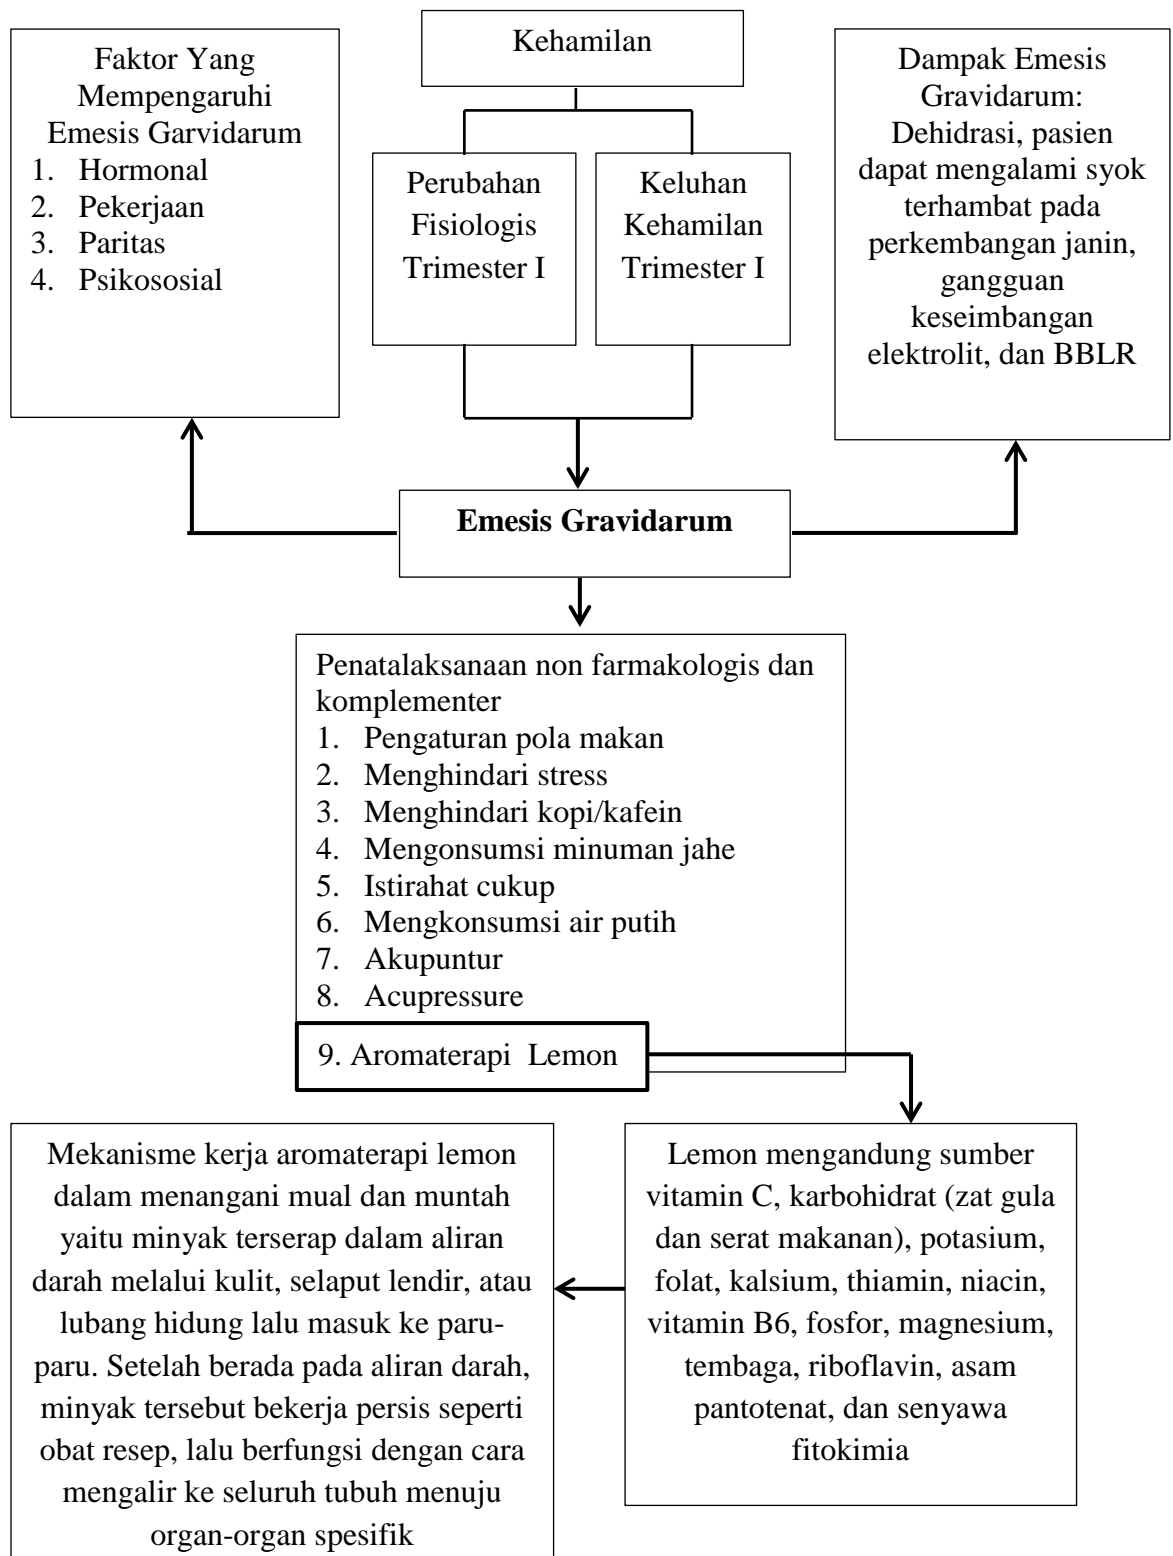 Kehamilan
Faktor Yang
Mempengaruhi
Emesis Garvidarum
1. Hormonal
2. Pekerjaan
3. Paritas
4. Psikososial
Perubahan
Fisiologis
Trimester I
Keluhan
Kehamilan
Trimester I
Dampak Emesis
Gravidarum:
Dehidrasi, pasien
dapat mengalami syok
terhambat pada
perkembangan janin,
gangguan
keseimbangan
elektrolit, dan BBLR
Emesis Gravidarum
Penatalaksanaan non farmakologis dan
komplementer
1. Pengaturan pola makan
2. Menghindari stress
3. Menghindari kopi/kafein
4. Mengonsumsi minuman jahe
5. Istirahat cukup
6. Mengkonsumsi air putih
7. Akupuntur
8. Acupressure
9. Aromaterapi Lemon
Mekanisme kerja aromaterapi lemon
dalam menangani mual dan muntah
yaitu minyak terserap dalam aliran
darah melalui kulit, selaput lendir, atau
lubang hidung lalu masuk ke paru-
paru. Setelah berada pada aliran darah,
minyak tersebut bekerja persis seperti
obat resep, lalu berfungsi dengan cara
mengalir ke seluruh tubuh menuju
organ-organ spesifik
Lemon mengandung sumber
vitamin C, karbohidrat (zat gula
dan serat makanan), potasium,
folat, kalsium, thiamin, niacin,
vitamin B6, fosfor, magnesium,
tembaga, riboflavin, asam
pantotenat, dan senyawa
fitokimia